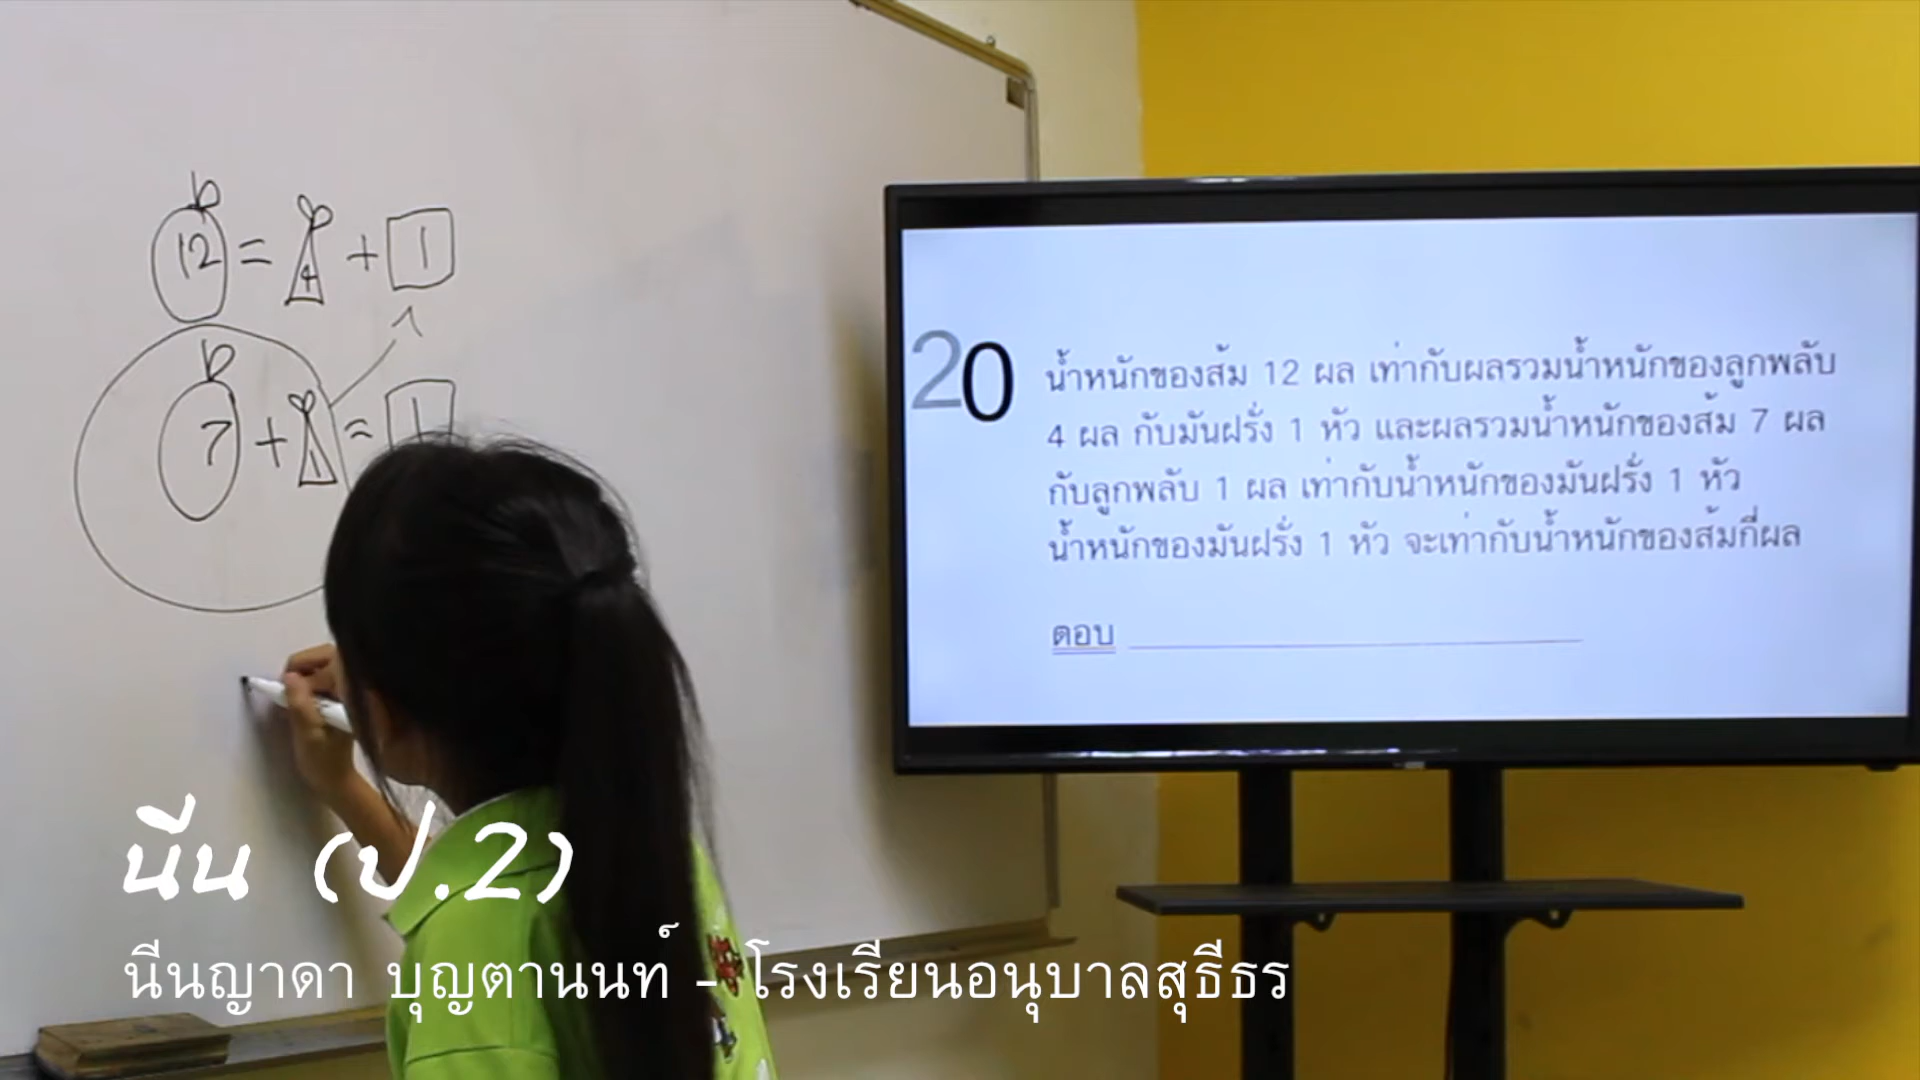 12 = 4 + 1
7 + 1 = 1
20
น้ำหนักของส้ม 12 ผล เท่ากับผลรวมน้ำหนักของลูกพลับ
4 ผล กับมันฝรั่ง 1 หัว และผลรวมน้ำหนักของส้ม 7 ผล
กับลูกพลับ 1 ผล เท่ากับน้ำหนักของมันฝรั่ง 1 หัว
น้ำหนักของมันฝรั่ง 1 หัว จะเท่ากับน้ำหนักของส้มกี่ผล
ตอบ
นีน (ป.2)
นีนญาดา บุญตานนท์ - โรงเรียนอนุบาลสุธีธร